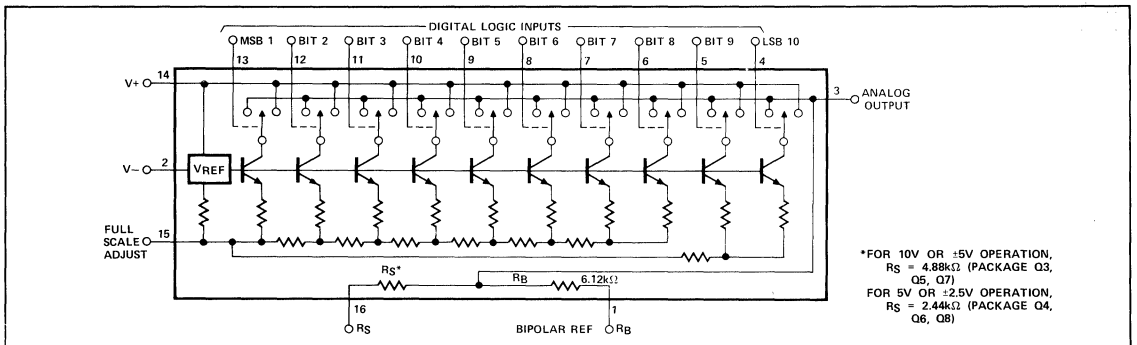 DIGITAL LOGIC INPUTS
MSB 1 BIT 2 BIT 3 BIT 4 BIT 5 BIT 6 BIT 7 BIT 8 BIT 9 LSB 10
13 12 11 10 9 8 7 6 5 4
V+ 14
3 ANALOG
OUTPUT
V− 2 VREF
FULL
SCALE
ADJUST
15
RS*
RB 6.12kΩ
16 1
RS BIPOLAR REF RB
*FOR 10V OR ±5V OPERATION,
RS = 4.88kΩ (PACKAGE Q3,
Q5, Q7)
FOR 5V OR ±2.5V OPERATION,
RS = 2.44kΩ (PACKAGE Q4,
Q6, Q8)